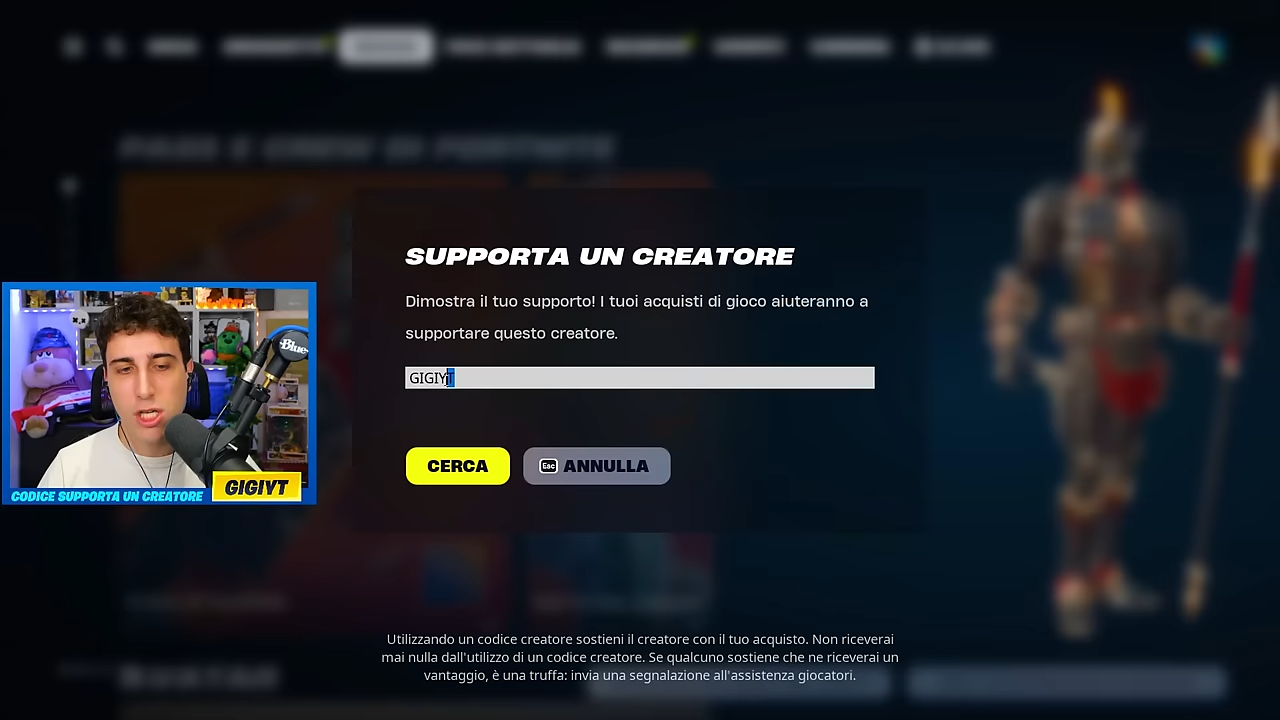 SUPPORTA UN CREATORE
Dimostra il tuo supporto! I tuoi acquisti di gioco aiuteranno a
supportare questo creatore.
GIGIYT
CERCA
Esc ANNULLA
Blue
CODICE SUPPORTA UN CREATORE GIGIYT
Utilizzando un codice creatore sostieni il creatore con il tuo acquisto. Non riceverai
mai nulla dall'utilizzo di un codice creatore. Se qualcuno sostiene che ne riceverai un
vantaggio, è una truffa: invia una segnalazione all'assistenza giocatori.